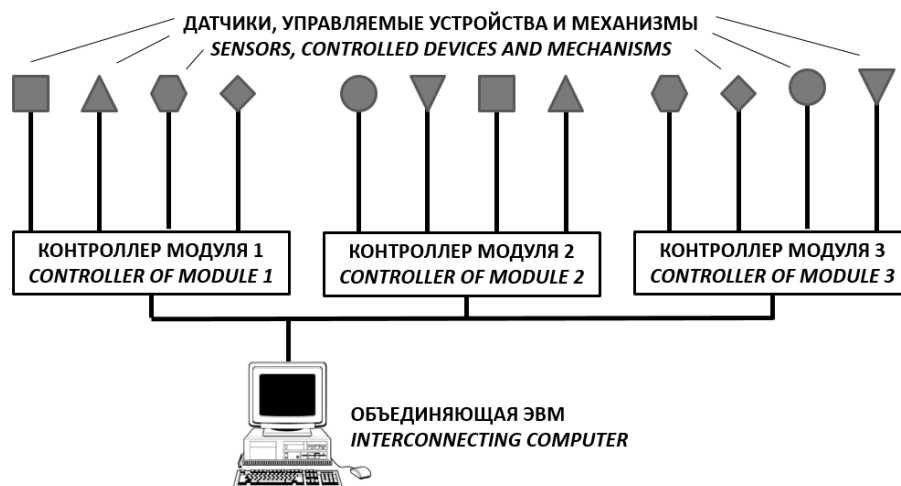 ДАТЧИКИ, УПРАВЛЯЕМЫЕ УСТРОЙСТВА И МЕХАНИЗМЫ
SENSORS, CONTROLLED DEVICES AND MECHANISMS
КОНТРОЛЛЕР МОДУЛЯ 1
CONTROLLER OF MODULE 1
КОНТРОЛЛЕР МОДУЛЯ 2
CONTROLLER OF MODULE 2
КОНТРОЛЛЕР МОДУЛЯ 3
CONTROLLER OF MODULE 3
ОБЪЕДИНЯЮЩАЯ ЭВМ
INTERCONNECTING COMPUTER